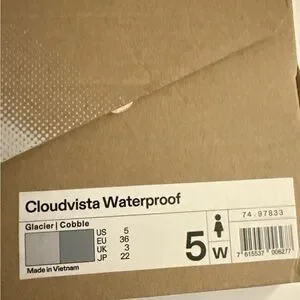 Cloudvista Waterproof
Glacier | Cobble
US 5
EU 36
UK 3
JP 22
5
W
74.97833
7 615537 006277
Made in Vietnam